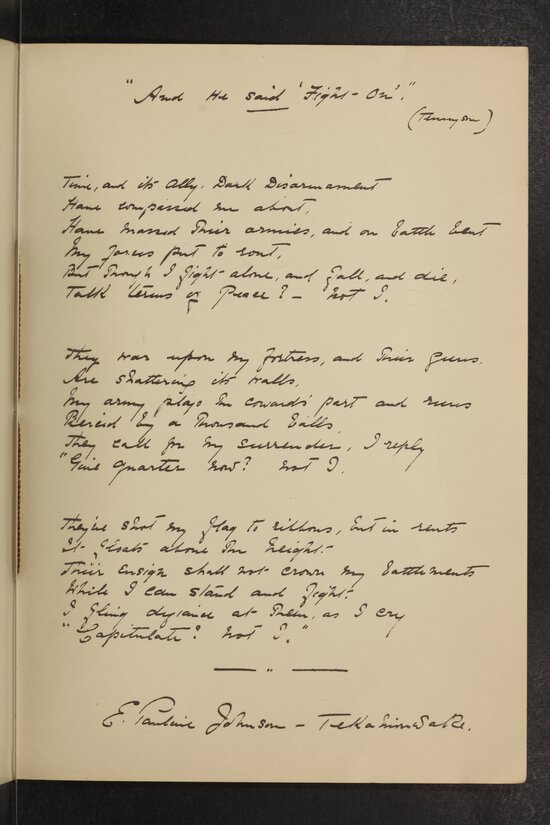 "And He said 'Fight-On'."
(Tennyson)
Time, and its ally, Dark Disarmament
Have compassed me about,
Have massed their armies, and on battle bent
My forces put to rout,
But though I fight alone, and fall, and die,
Talk terms of Peace? - Not I.
They war upon my fortress, and their guns
Are shattering its walls,
My army plays the cowards' part and runs
Pierced by a thousand balls,
They call for my surrender, I reply
"Give quarter now? Not I.
They've shot my flag to ribbons, but in rents
It floats above the height.
Their ensign shall not crown my battlements
While I can stand and fight.
I fling defiance at them, as I cry
"Capitulate? Not I."
E. Pauline Johnson - Tekahionwake.